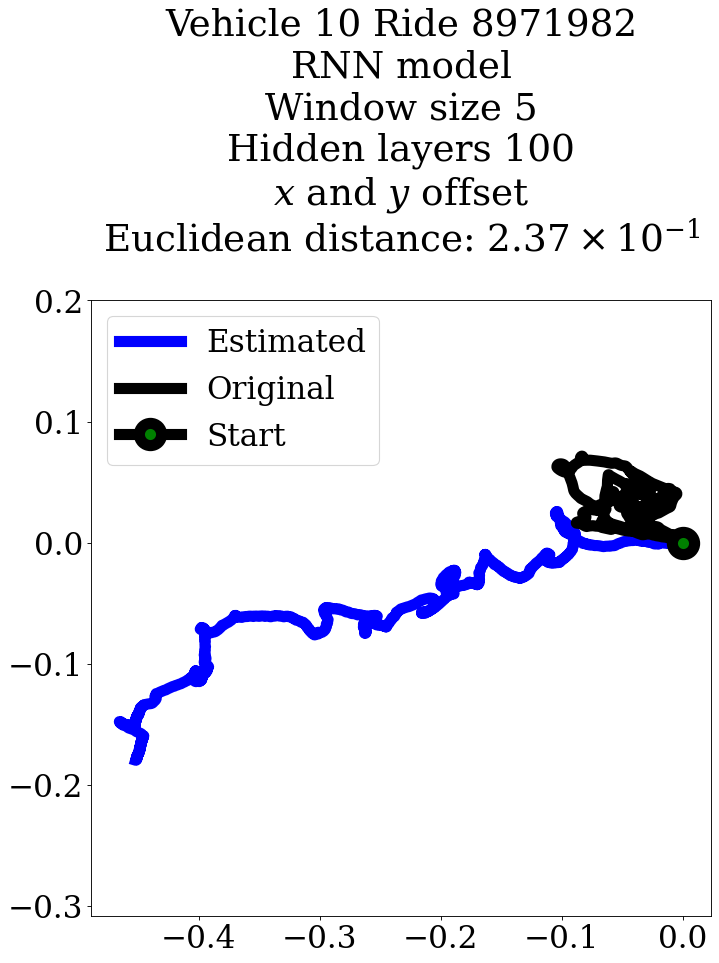 Vehicle 10 Ride 8971982
RNN model
Window size 5
Hidden layers 100
x and y offset
Euclidean distance: 2.37 × 10⁻¹
Estimated
Original
Start
0.2
0.1
0.0
−0.1
−0.2
−0.3
−0.4 −0.3 −0.2 −0.1 0.0